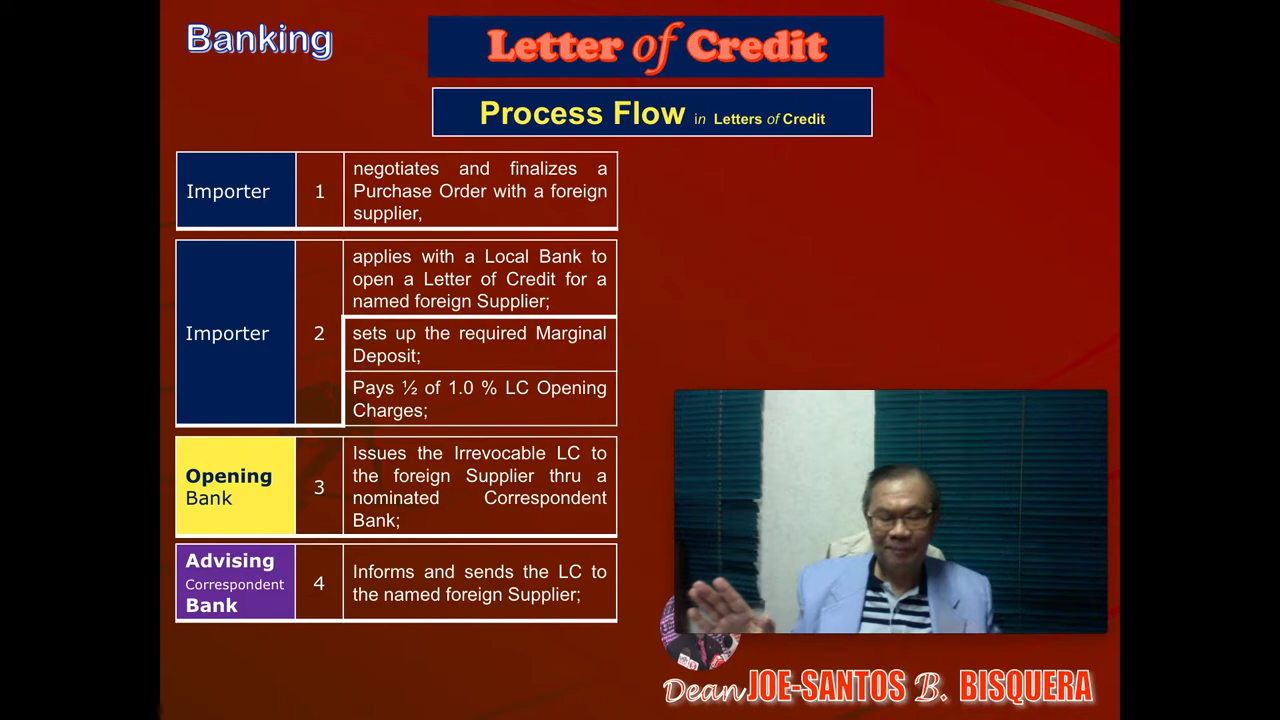 Banking
Letter of Credit
Process Flow in Letters of Credit
Importer
1
negotiates and finalizes a
Purchase Order with a foreign
supplier,
Importer
2
applies with a Local Bank to
open a Letter of Credit for a
named foreign Supplier;
sets up the required Marginal
Deposit;
Pays ½ of 1.0 % LC Opening
Charges;
Opening
Bank
3
Issues the Irrevocable LC to
the foreign Supplier thru a
nominated Correspondent
Bank;
Advising
Correspondent
Bank
4
Informs and sends the LC to
the named foreign Supplier;
Dean JOE-SANTOS B. BISQUERA